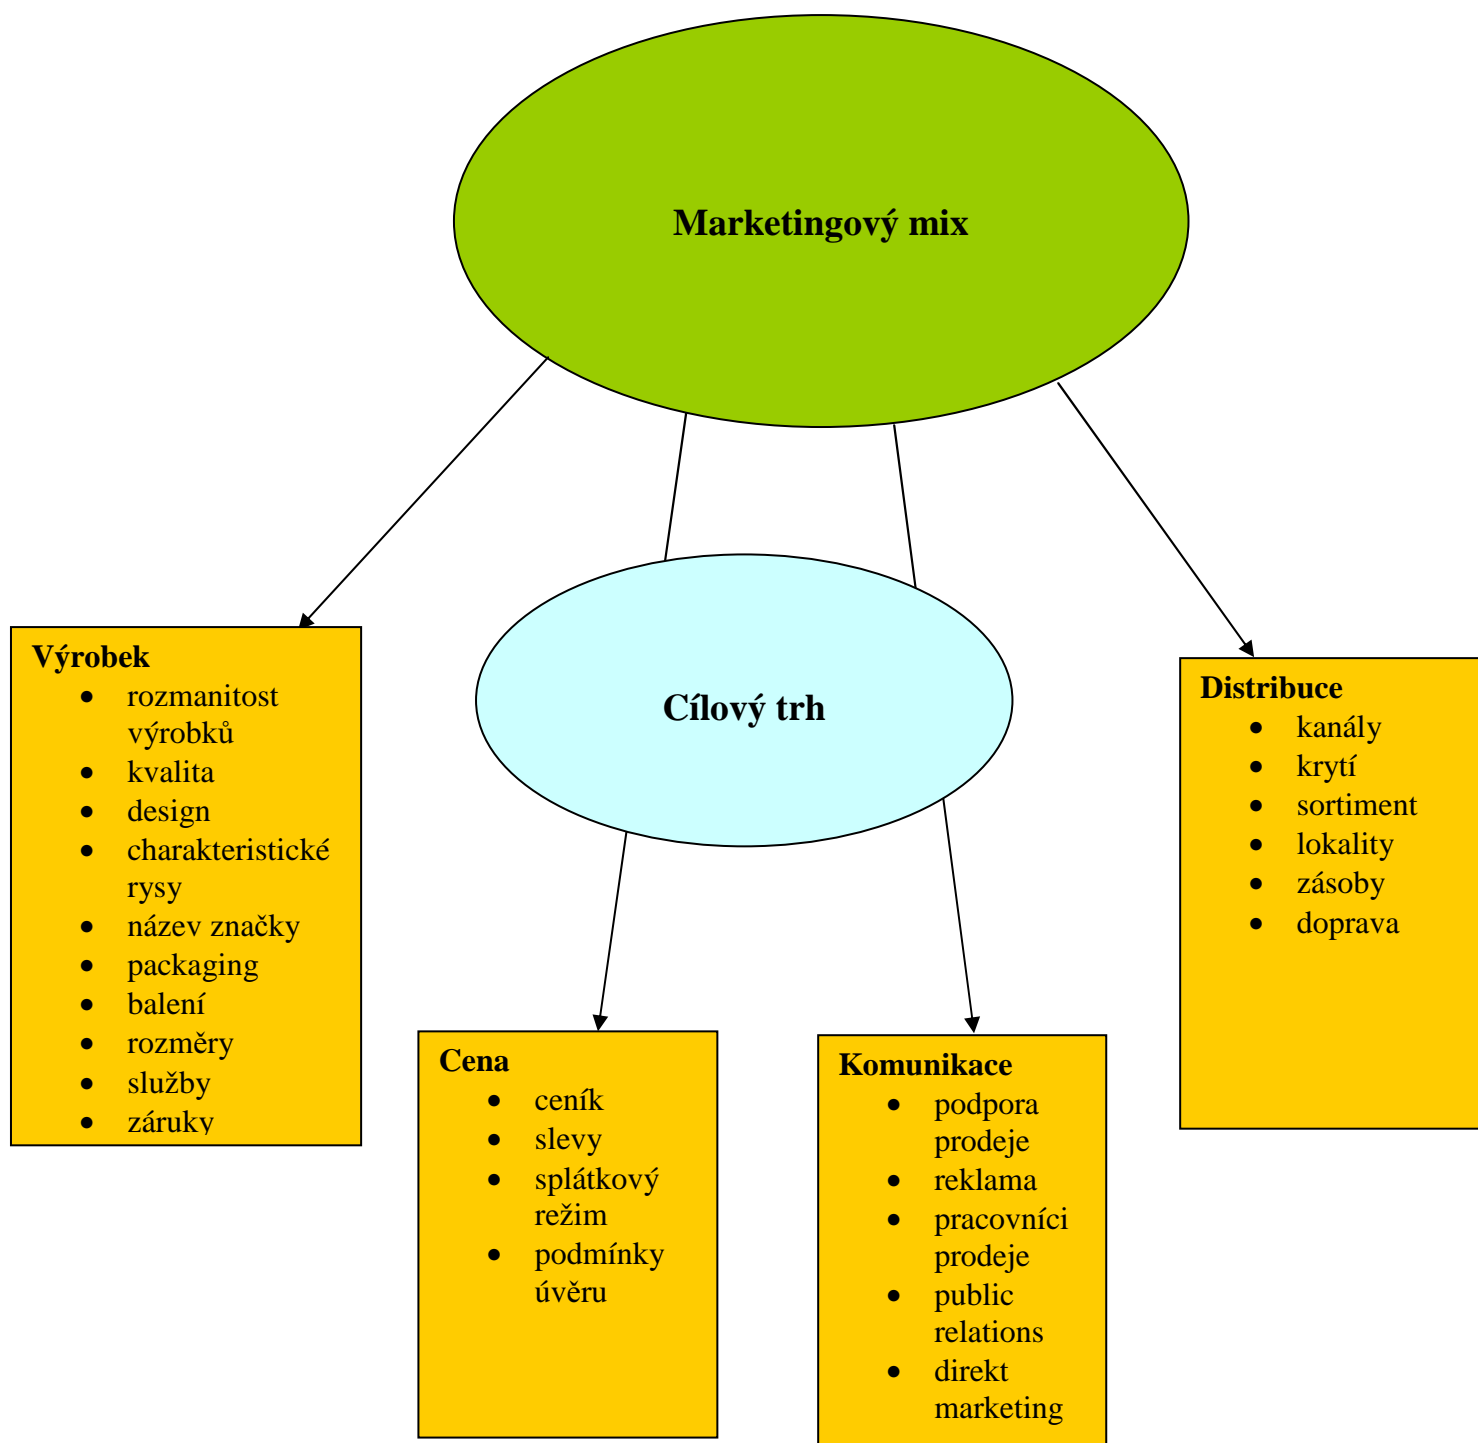 Marketingový mix
Cílový trh
Výrobek
• rozmanitost
výrobků
• kvalita
• design
• charakteristické
rysy
• název značky
• packaging
• balení
• rozměry
• služby
• záruky
Cena
• ceník
• slevy
• splátkový
režim
• podmínky
úvěru
Komunikace
• podpora
prodeje
• reklama
• pracovníci
prodeje
• public
relations
• direkt
marketing
Distribuce
• kanály
• krytí
• sortiment
• lokality
• zásoby
• doprava